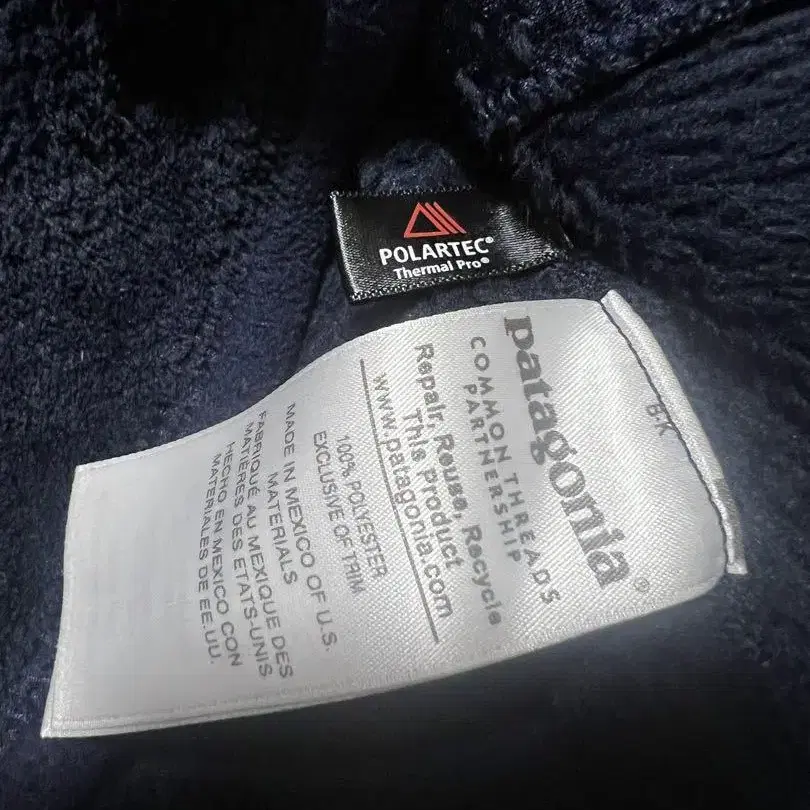 POLARTEC®
Thermal Pro®
patagonia®
COMMON THREADS
PARTNERSHIP
Repair, Reuse, Recycle
This Product
www.patagonia.com
100% POLYESTER
EXCLUSIVE OF TRIM
MADE IN MEXICO OF U.S.
MATERIALS
FABRIQUÉ AU MEXIQUE DES
MATIÈRES DES ETATS-UNIS
HECHO EN MEXICO CON
MATERIALES DE EE.UU.